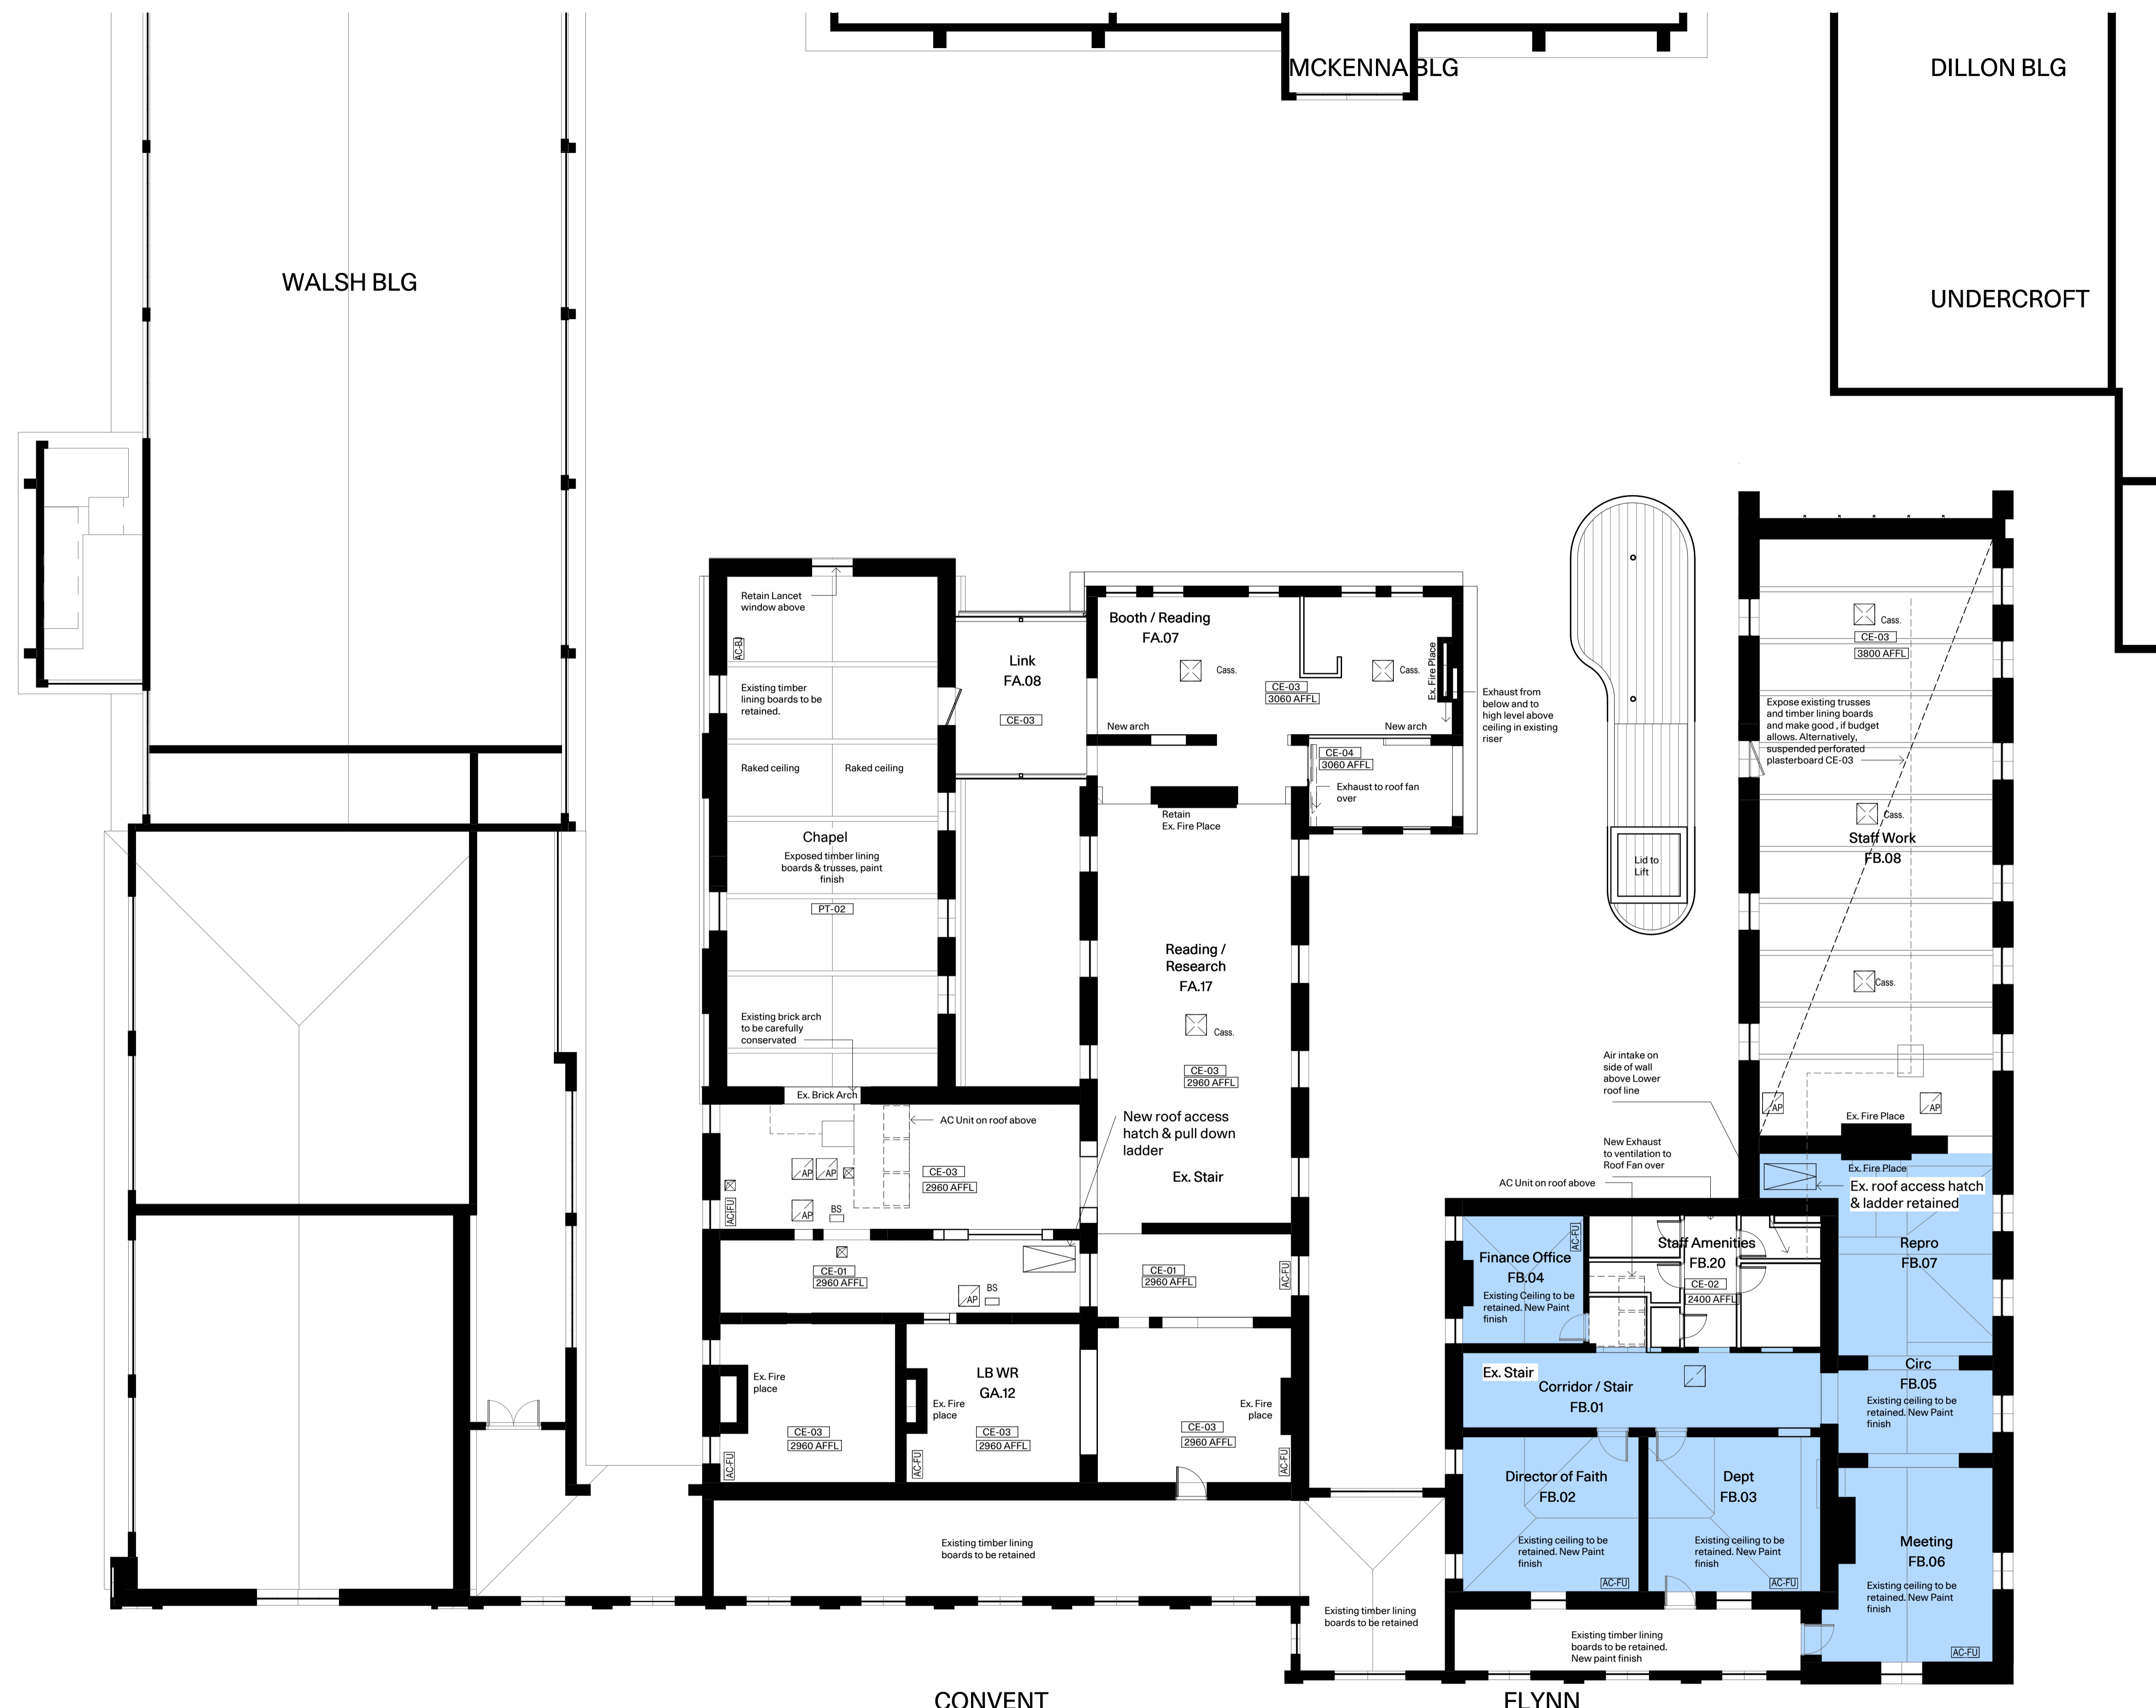 MCKENNA BLG
DILLON BLG
WALSH BLG
UNDERCROFT
Retain Lancet
window above
AC-BJ
Existing timber
lining boards to be
retained.
Raked ceiling
Raked ceiling
Chapel
Exposed timber lining
boards & trusses, paint
finish
PT-02
Existing brick arch
to be carefully
conservated
Ex. Brick Arch
Link
FA.08
CE-03
Booth / Reading
FA.07
Cass.
Cass.
CE-03
3060 AFFL
Ex. Fire Place
New arch
New arch
Exhaust from
below and to
high level above
ceiling in existing
riser
CE-04
3060 AFFL
Exhaust to roof fan
over
Retain
Ex. Fire Place
Reading /
Research
FA.17
Cass.
CE-03
2960 AFFL
New roof access
hatch & pull down
ladder
Ex. Stair
AC Unit on roof above
AP
AP
CE-03
2960 AFFL
AC-FU
AP
BS
CE-01
2960 AFFL
AP
BS
CE-01
2960 AFFL
AC-FU
Ex. Fire
place
CE-03
2960 AFFL
AC-FU
LB WR
GA.12
Ex. Fire
place
CE-03
2960 AFFL
AC-FU
Ex. Fire
place
CE-03
2960 AFFL
AC-FU
Existing timber lining
boards to be retained
Existing timber lining
boards to be retained
Existing timber lining
boards to be retained.
New paint finish
Lid to
Lift
Cass.
CE-03
3800 AFFL
Expose existing trusses
and timber lining boards
and make good , if budget
allows. Alternatively,
suspended perforated
plasterboard CE-03
Cass.
Staff Work
FB.08
Cass.
Air intake on
side of wall
above Lower
roof line
AP
AP
Ex. Fire Place
New Exhaust
to ventilation to
Roof Fan over
AC Unit on roof above
Ex. Fire Place
Ex. roof access hatch
& ladder retained
Finance Office
FB.04
Existing Ceiling to be
retained. New Paint
finish
AC-FU
Staff Amenities
FB.20
CE-02
2400 AFFL
Repro
FB.07
Ex. Stair
Corridor / Stair
FB.01
Circ
FB.05
Existing ceiling to be
retained. New Paint
finish
Director of Faith
FB.02
Existing ceiling to be
retained. New Paint
finish
AC-FU
Dept
FB.03
Existing ceiling to be
retained. New Paint
finish
AC-FU
Meeting
FB.06
Existing ceiling to be
retained. New Paint
finish
AC-FU
CONVENT
FLYNN